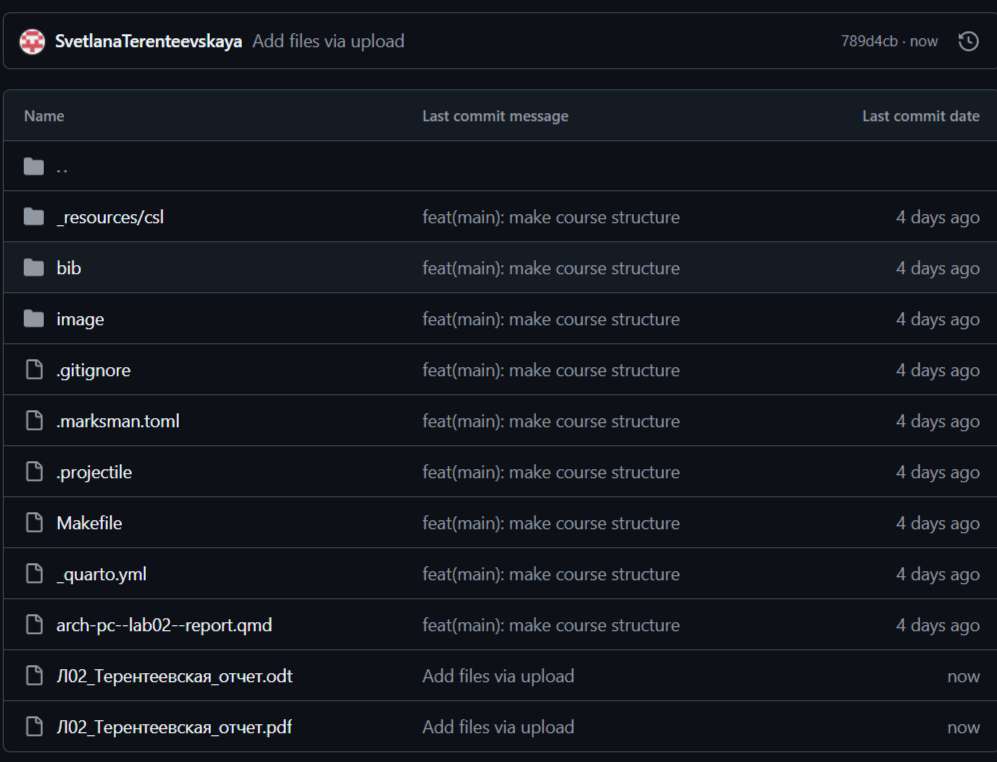 SvetlanaTerenteevskaya Add files via upload 789d4cb · now
Name Last commit message Last commit date
..
_resources/csl feat(main): make course structure 4 days ago
bib feat(main): make course structure 4 days ago
image feat(main): make course structure 4 days ago
.gitignore feat(main): make course structure 4 days ago
.marksman.toml feat(main): make course structure 4 days ago
.projectile feat(main): make course structure 4 days ago
Makefile feat(main): make course structure 4 days ago
_quarto.yml feat(main): make course structure 4 days ago
arch-pc--lab02--report.qmd feat(main): make course structure 4 days ago
Л02_Терентеевская_отчет.odt Add files via upload now
Л02_Терентеевская_отчет.pdf Add files via upload now